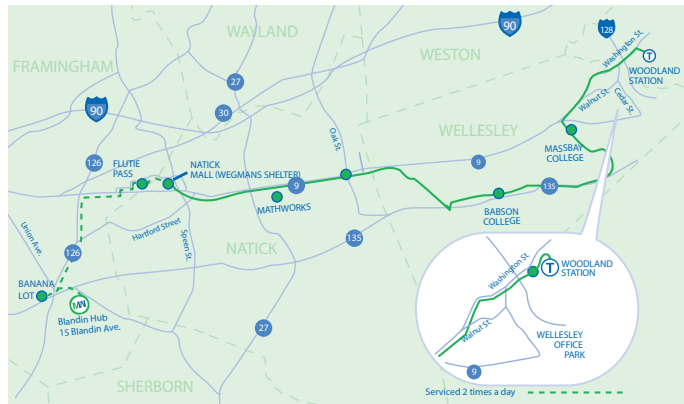 90
128
Washington St.
WAYLAND
WESTON
T
WOODLAND
STATION
FRAMINGHAM
27
90
30
Walnut St.
Cedar St.
Oak St.
WELLESLEY
MASSBAY
COLLEGE
126
FLUTIE
PASS
NATICK
MALL (WEGMANS SHELTER)
9
9
135
MATHWORKS
BABSON
COLLEGE
Union Ave.
Hartford Street
126
Speen St.
NATICK
135
WOODLAND
STATION
T
Washington St.
BANANA
LOT
MW
Blandin Hub
15 Blandin Ave.
27
Walnut St.
WELLESLEY
OFFICE
PARK
9
SHERBORN
Serviced 2 times a day